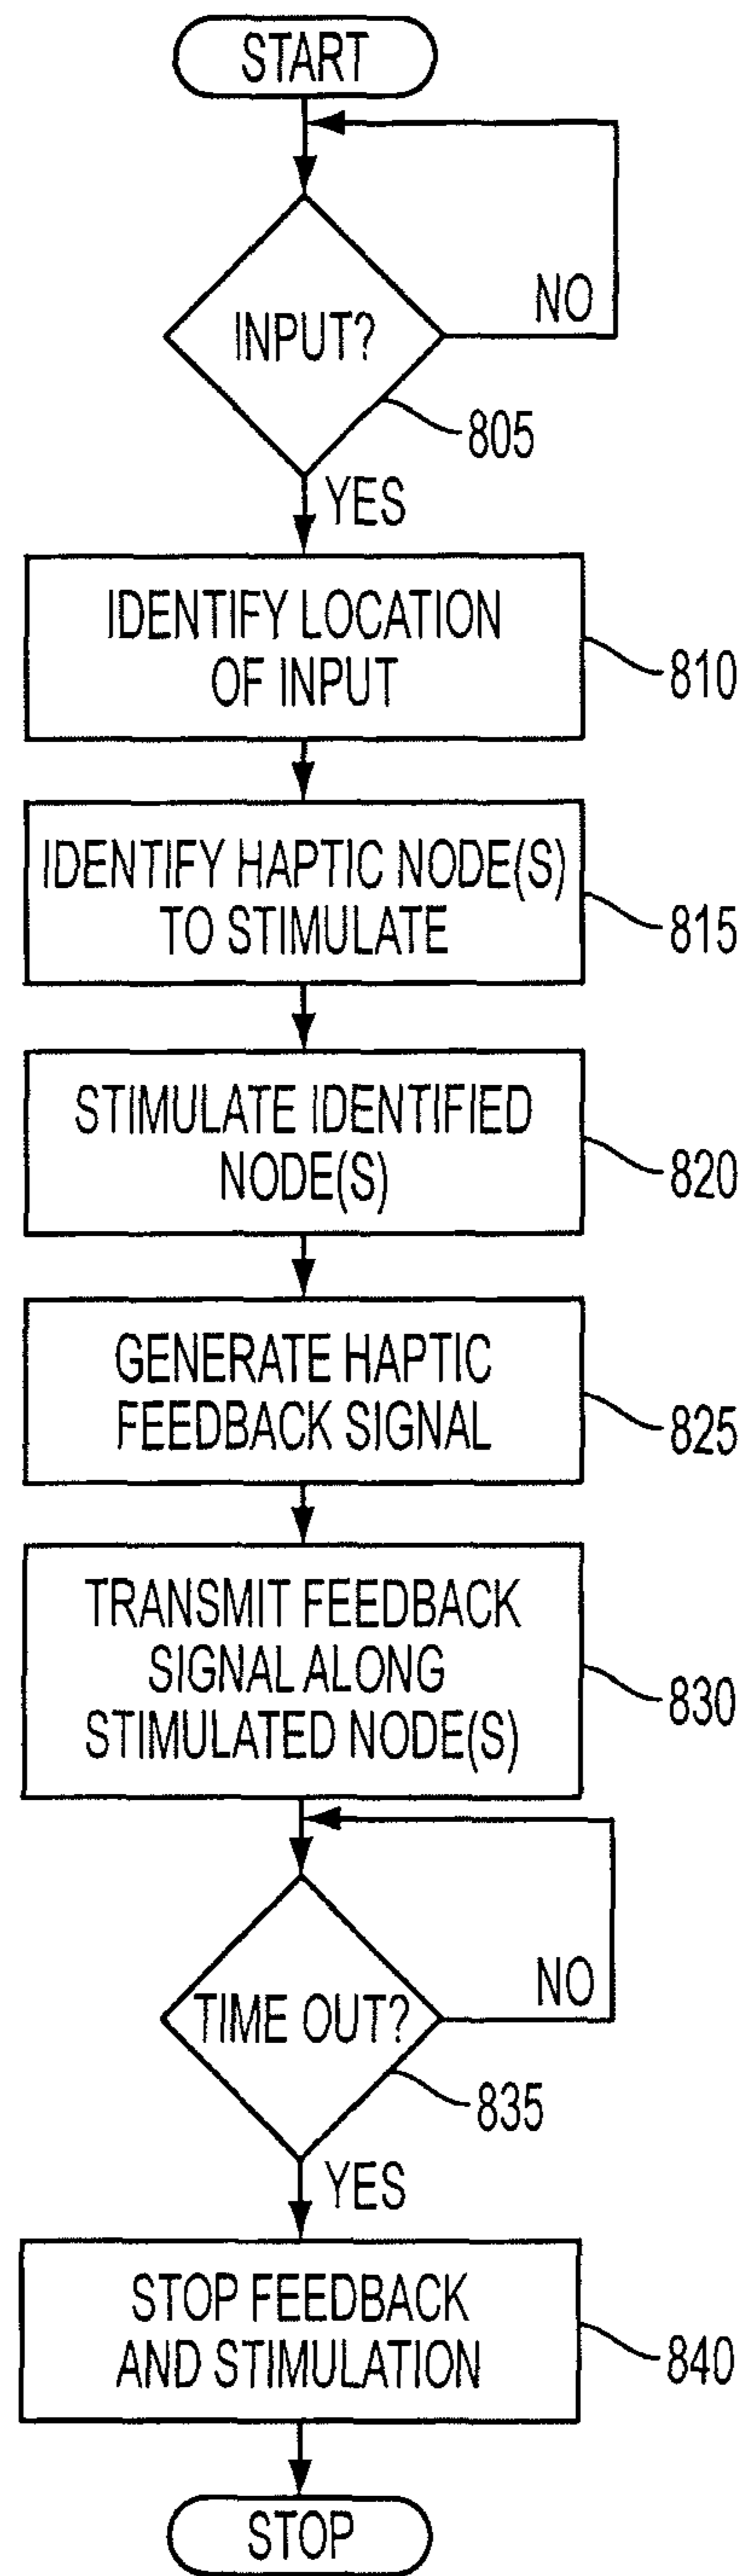 START
INPUT?
NO
805
YES
IDENTIFY LOCATION
OF INPUT
810
IDENTIFY HAPTIC NODE(S)
TO STIMULATE
815
STIMULATE IDENTIFIED
NODE(S)
820
GENERATE HAPTIC
FEEDBACK SIGNAL
825
TRANSMIT FEEDBACK
SIGNAL ALONG
STIMULATED NODE(S)
830
TIME OUT?
NO
835
YES
STOP FEEDBACK
AND STIMULATION
840
STOP